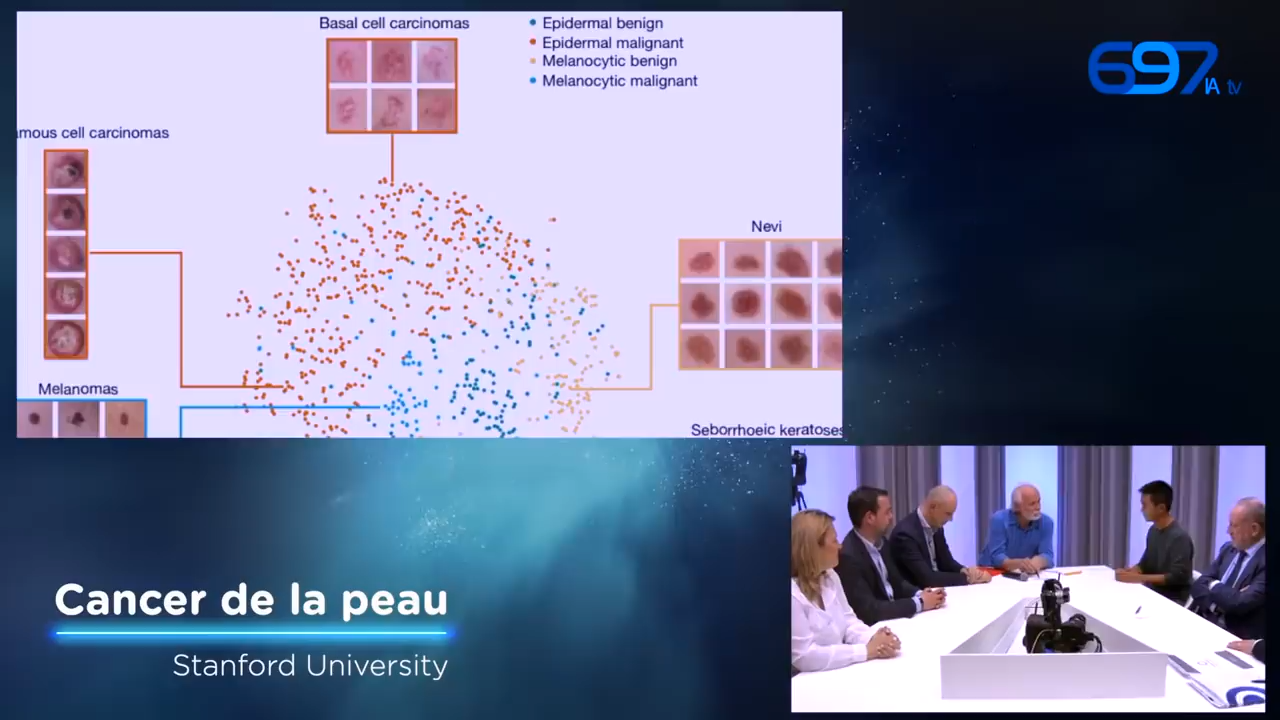 Basal cell carcinomas
Epidermal benign
Epidermal malignant
Melanocytic benign
Melanocytic malignant
697
IA tv
amous cell carcinomas
Nevi
Melanomas
Seborrhoeic keratoses
Cancer de la peau
Stanford University